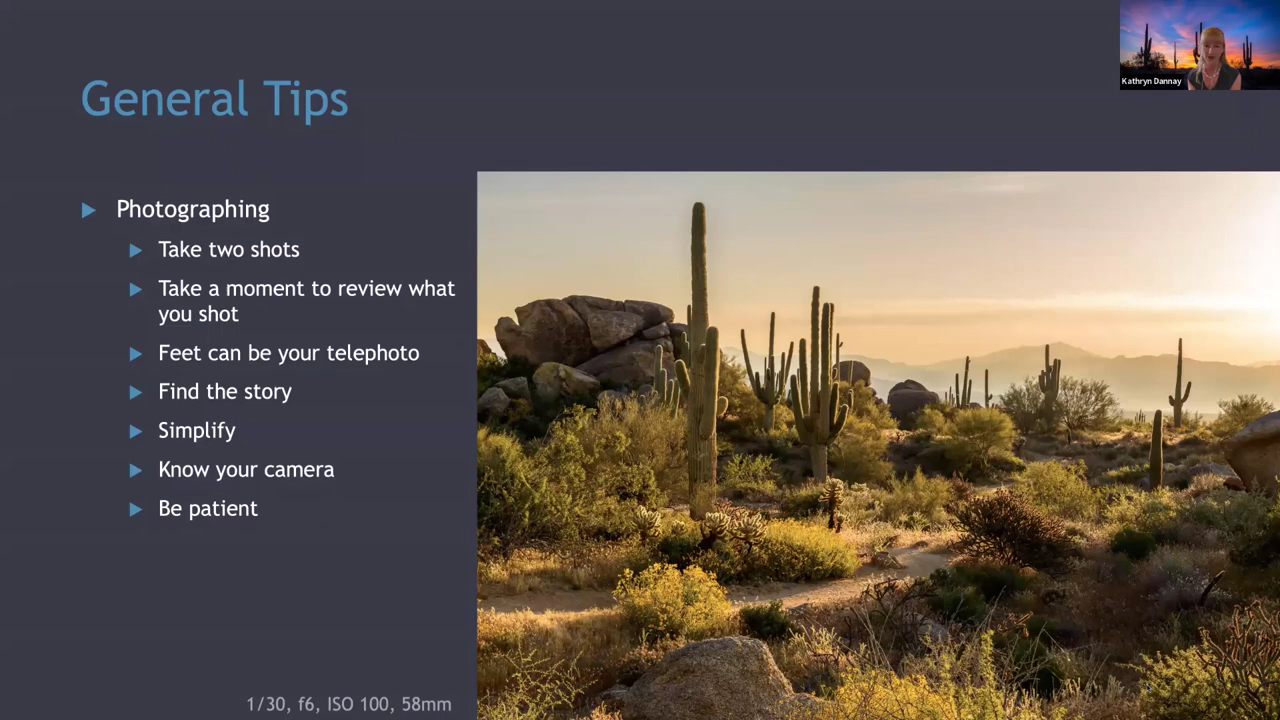 General Tips
Kathryn Dannay
Photographing
Take two shots
Take a moment to review what
you shot
Feet can be your telephoto
Find the story
Simplify
Know your camera
Be patient
1/30, f6, ISO 100, 58mm